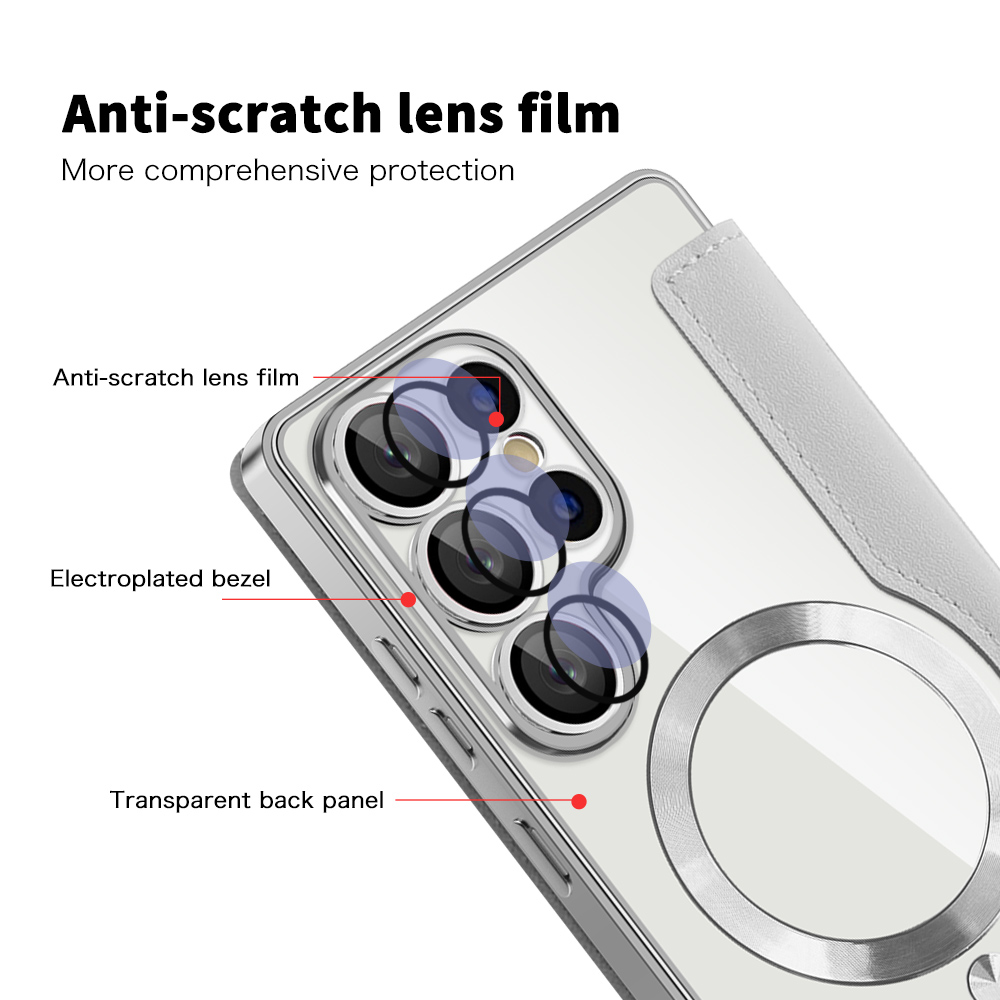 Anti-scratch lens film
More comprehensive protection
Anti-scratch lens film
Electroplated bezel
Transparent back panel